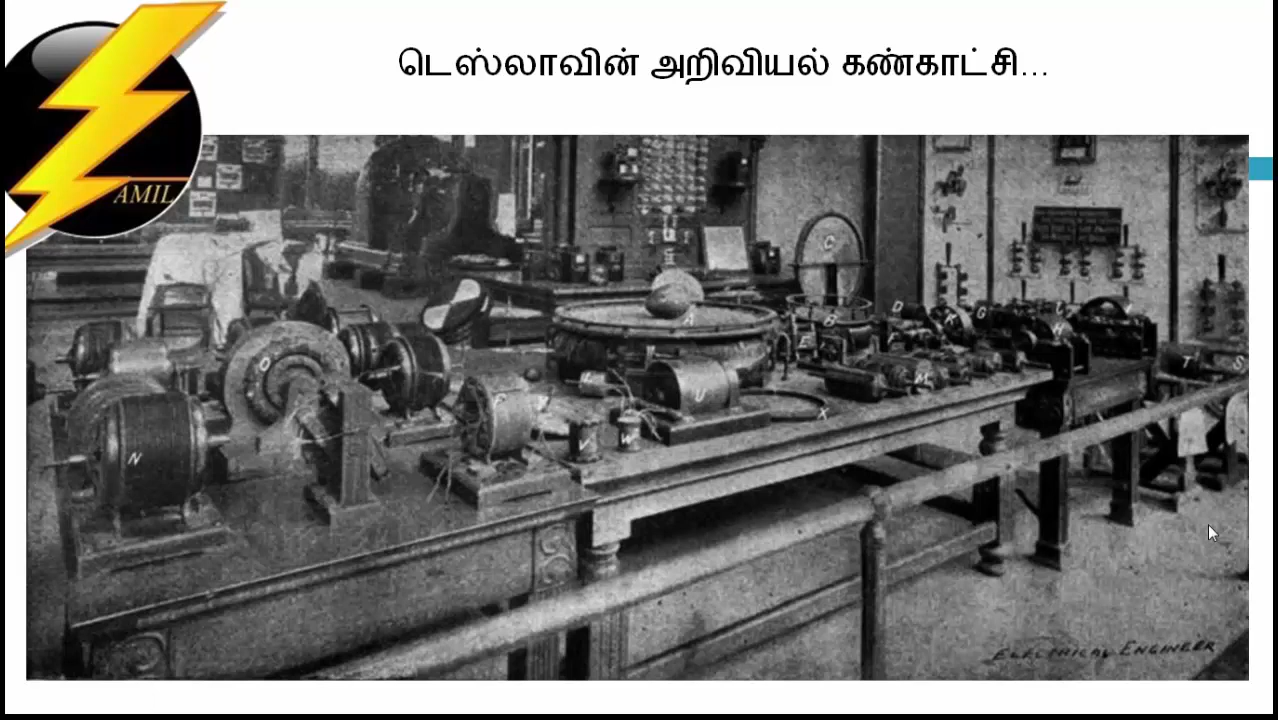 டெஸ்லாவின் அறிவியல் கண்காட்சி...
AMIL
C
A
B
D
K
G
H
T
S
O
N
U
V
W
X
ELECTRICAL ENGINEER